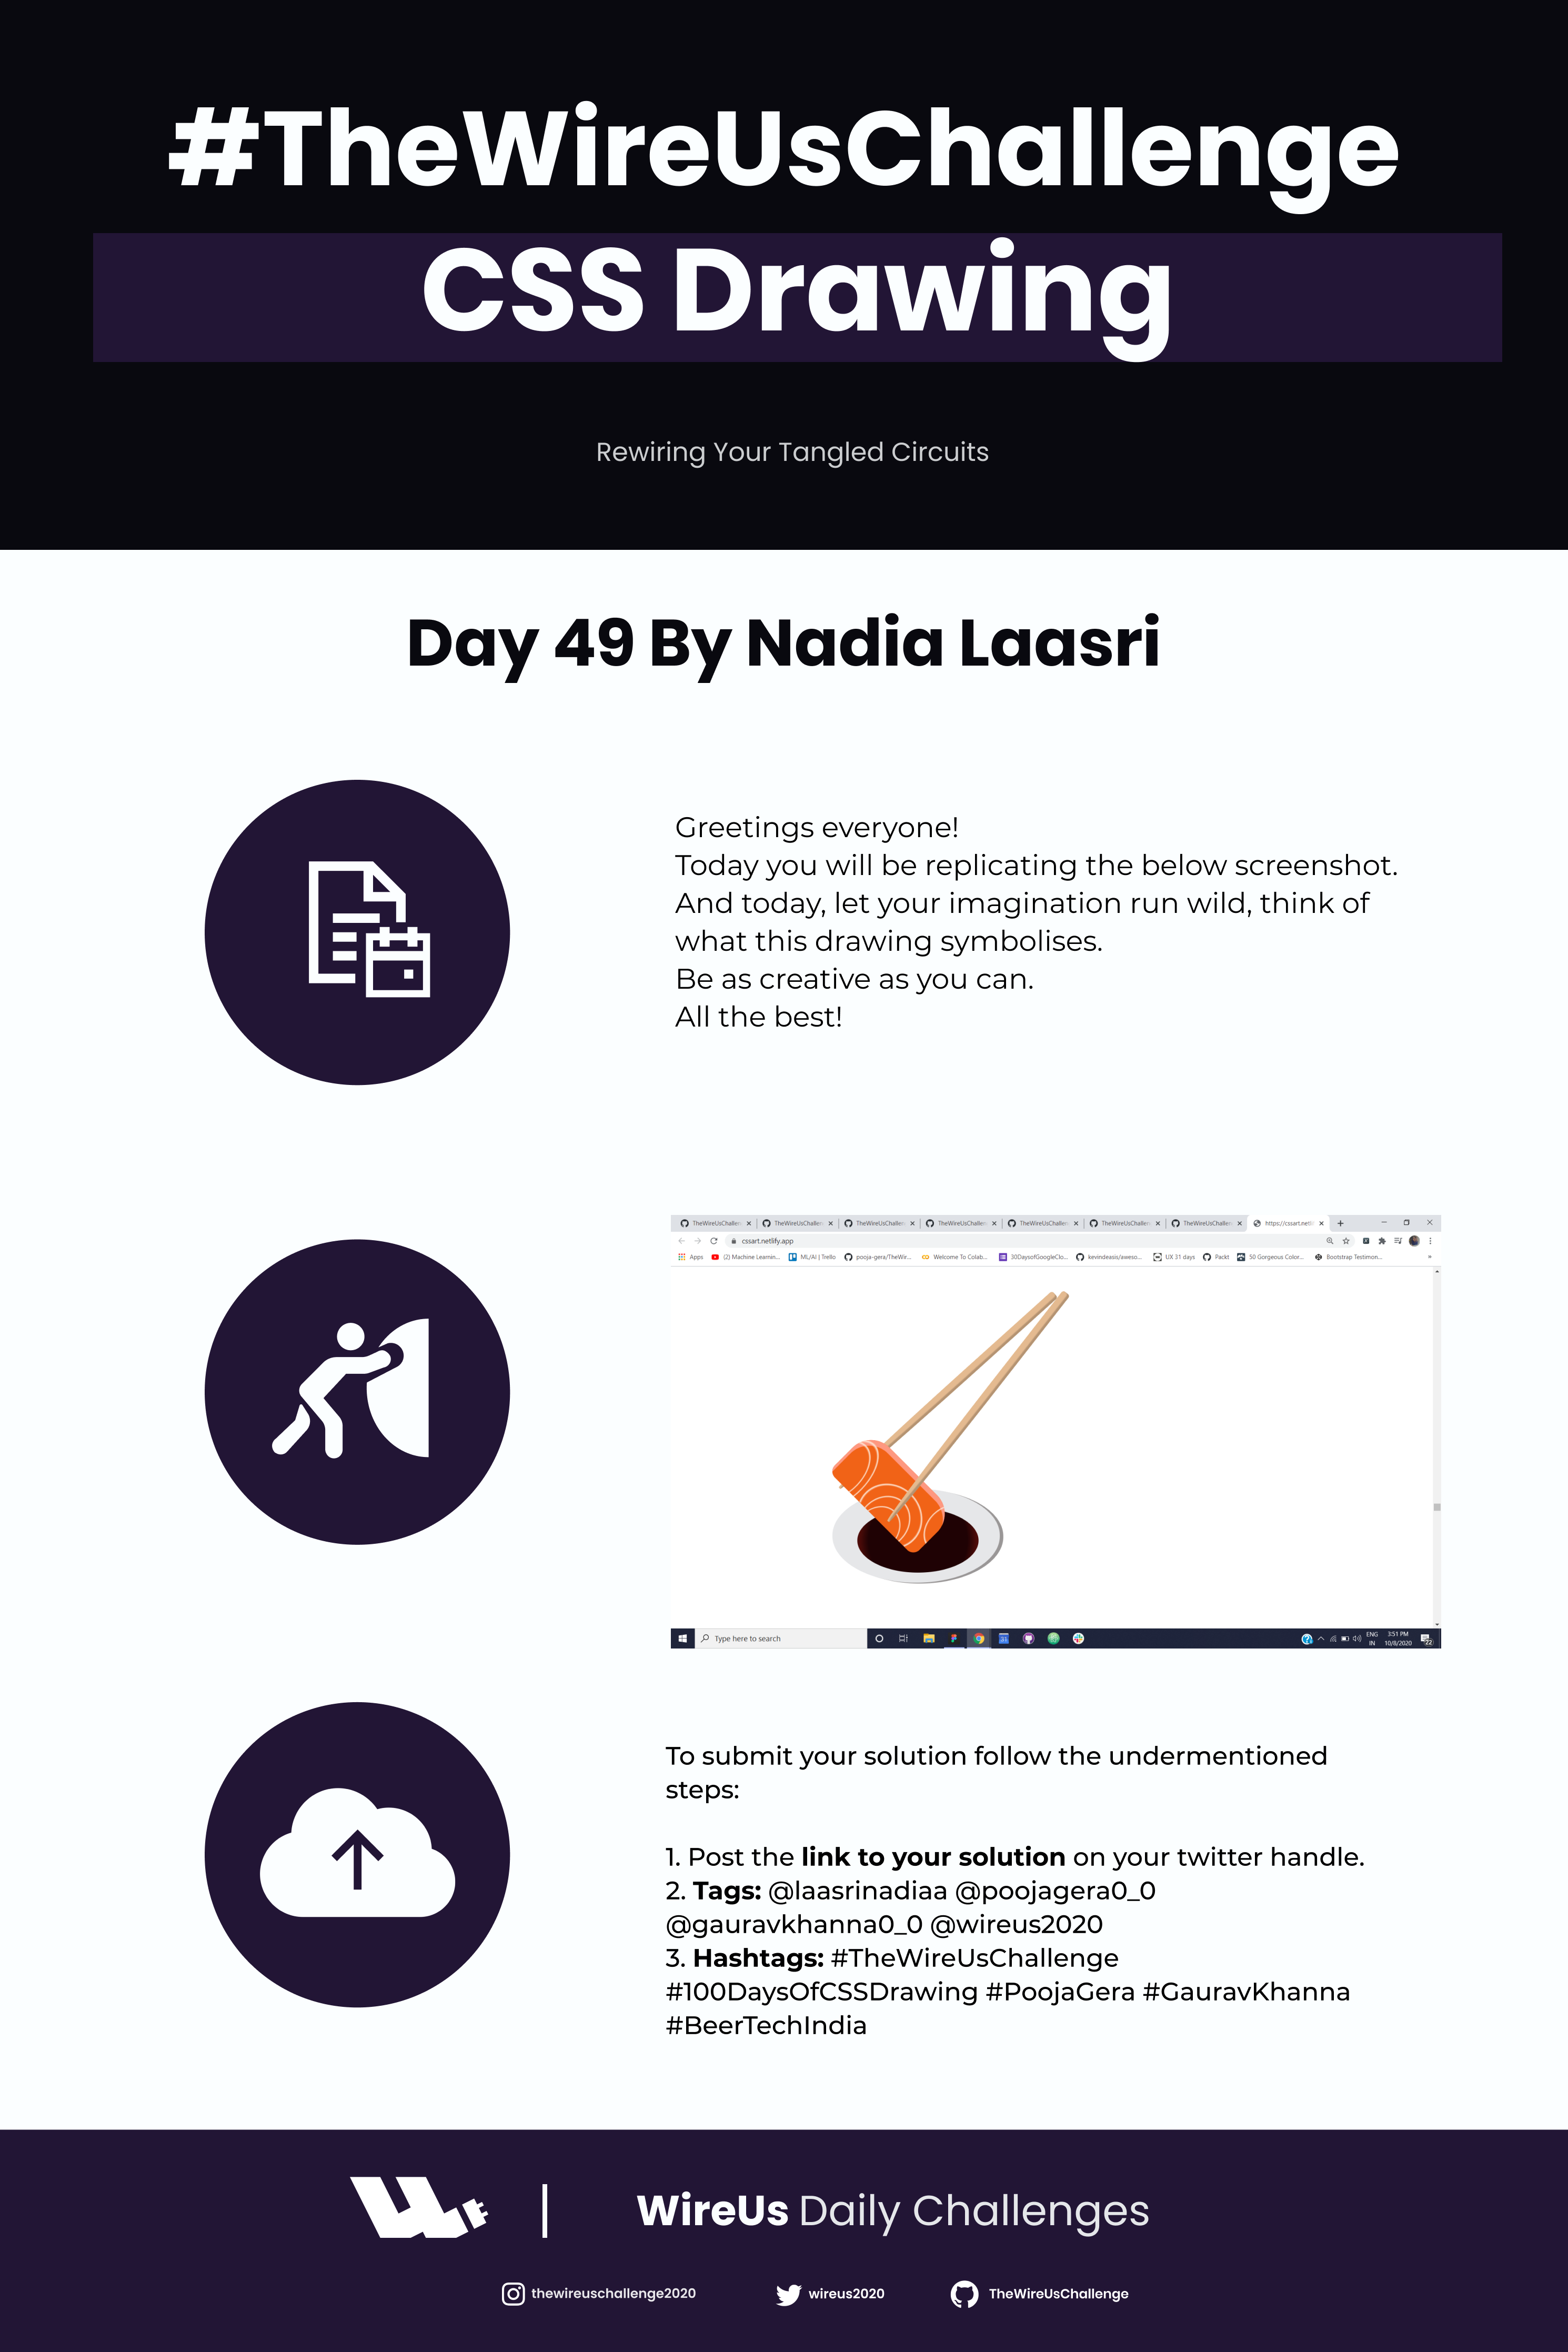 #TheWireUsChallenge
CSS Drawing
Rewiring Your Tangled Circuits
Day 49 By Nadia Laasri
Greetings everyone!
Today you will be replicating the below screenshot.
And today, let your imagination run wild, think of
what this drawing symbolises.
Be as creative as you can.
All the best!
TheWireUsChallen TheWireUsChallen TheWireUsChallen TheWireUsChallen TheWireUsChallen TheWireUsChallen TheWireUsChallen https://cssart.netli
cssart.netlify.app
Apps (2) Machine Learnin... ML/AI | Trello pooja-gera/TheWir... Welcome To Colab... 30DaysofGoogleClo... kevindeasis/aweso... UX 31 days Packt 50 Gorgeous Color... Bootstrap Testimon...
Type here to search
ENG 3:51 PM
IN 10/8/2020 22
To submit your solution follow the undermentioned
steps:
1. Post the link to your solution on your twitter handle.
2. Tags: @laasrinadiaa @poojagera0_0
@gauravkhanna0_0 @wireus2020
3. Hashtags: #TheWireUsChallenge
#100DaysOfCSSDrawing #PoojaGera #GauravKhanna
#BeerTechIndia
WireUs Daily Challenges
thewireuschallenge2020 wireus2020 TheWireUsChallenge